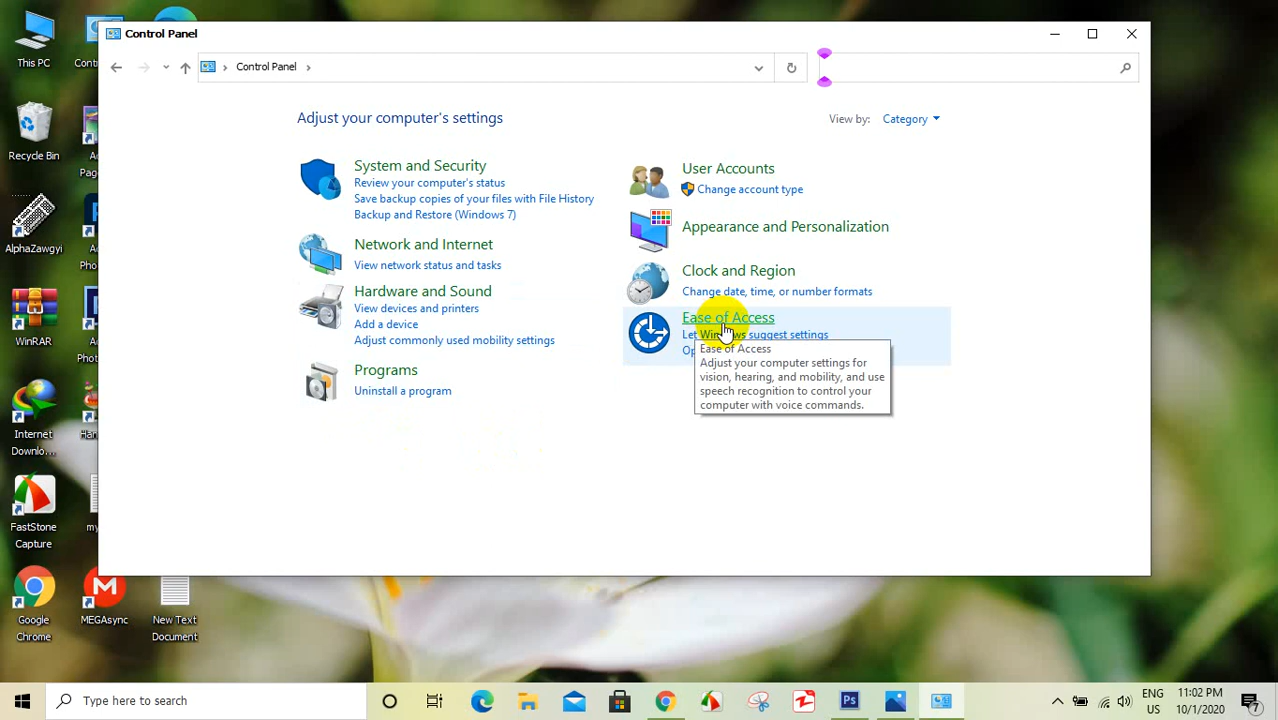 This PC
Recycle Bin
AlphaZawgyi
WinRAR
Internet
Downlo...
FastStone
Capture
Google
Chrome
MEGAsync
New Text
Document
Control Panel
Control Panel
Adjust your computer's settings
View by: Category
System and Security
Review your computer's status
Save backup copies of your files with File History
Backup and Restore (Windows 7)
Network and Internet
View network status and tasks
Hardware and Sound
View devices and printers
Add a device
Adjust commonly used mobility settings
Programs
Uninstall a program
User Accounts
Change account type
Appearance and Personalization
Clock and Region
Change date, time, or number formats
Ease of Access
Let Windows suggest settings
Ease of Access
Adjust your computer settings for
vision, hearing, and mobility, and use
speech recognition to control your
computer with voice commands.
Type here to search
ENG
US
11:02 PM
10/1/2020
7